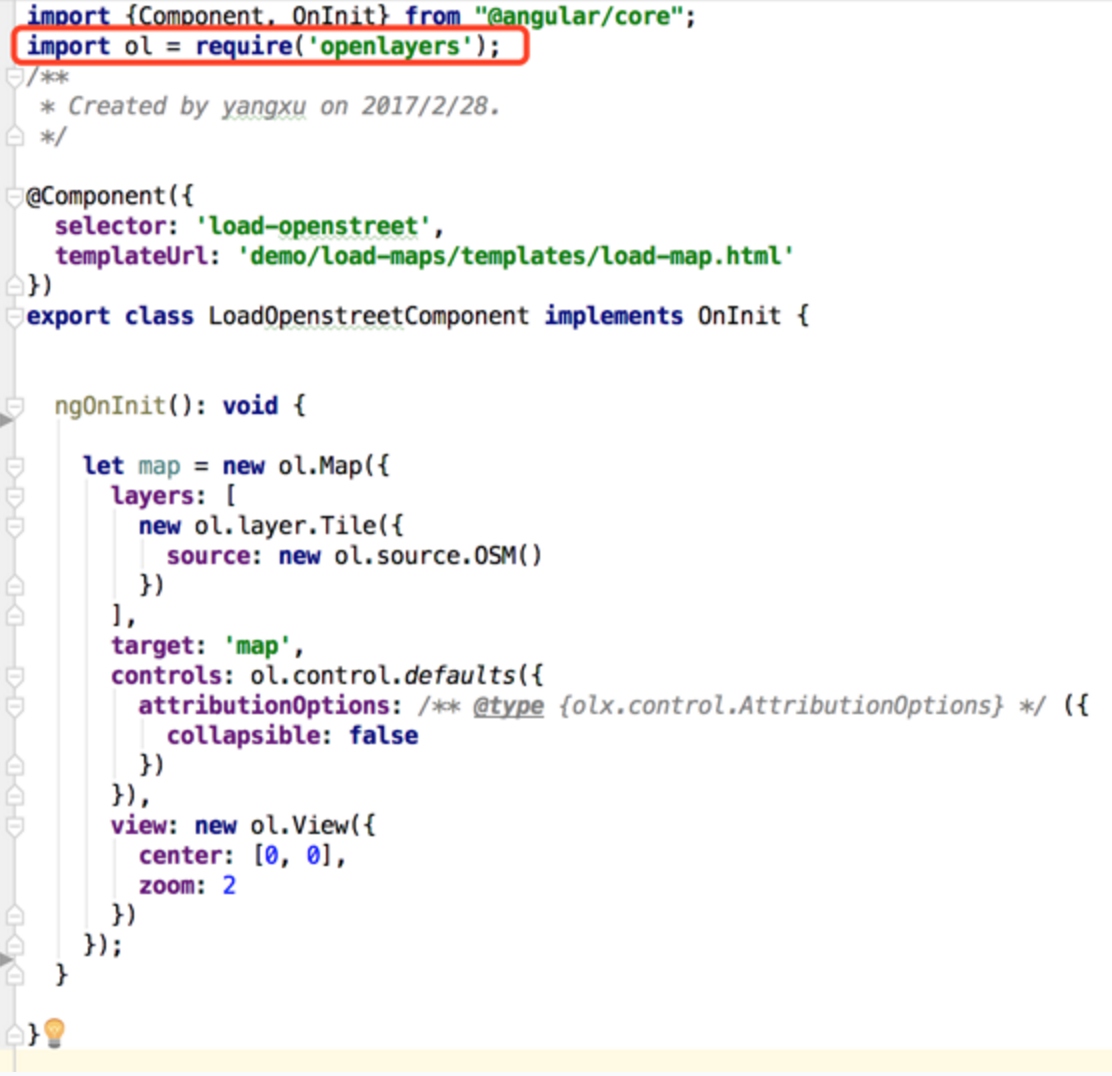 import {Component, OnInit} from "@angular/core";
import ol = require('openlayers');
/**
 * Created by yangxu on 2017/2/28.
 */
@Component({
  selector: 'load-openstreet',
  templateUrl: 'demo/load-maps/templates/load-map.html'
})
export class LoadOpenstreetComponent implements OnInit {
  ngOnInit(): void {
    let map = new ol.Map({
      layers: [
        new ol.layer.Tile({
          source: new ol.source.OSM()
        })
      ],
      target: 'map',
      controls: ol.control.defaults({
        attributionOptions: /** @type {olx.control.AttributionOptions} */ ({
          collapsible: false
        })
      }),
      view: new ol.View({
        center: [0, 0],
        zoom: 2
      })
    });
  }
}